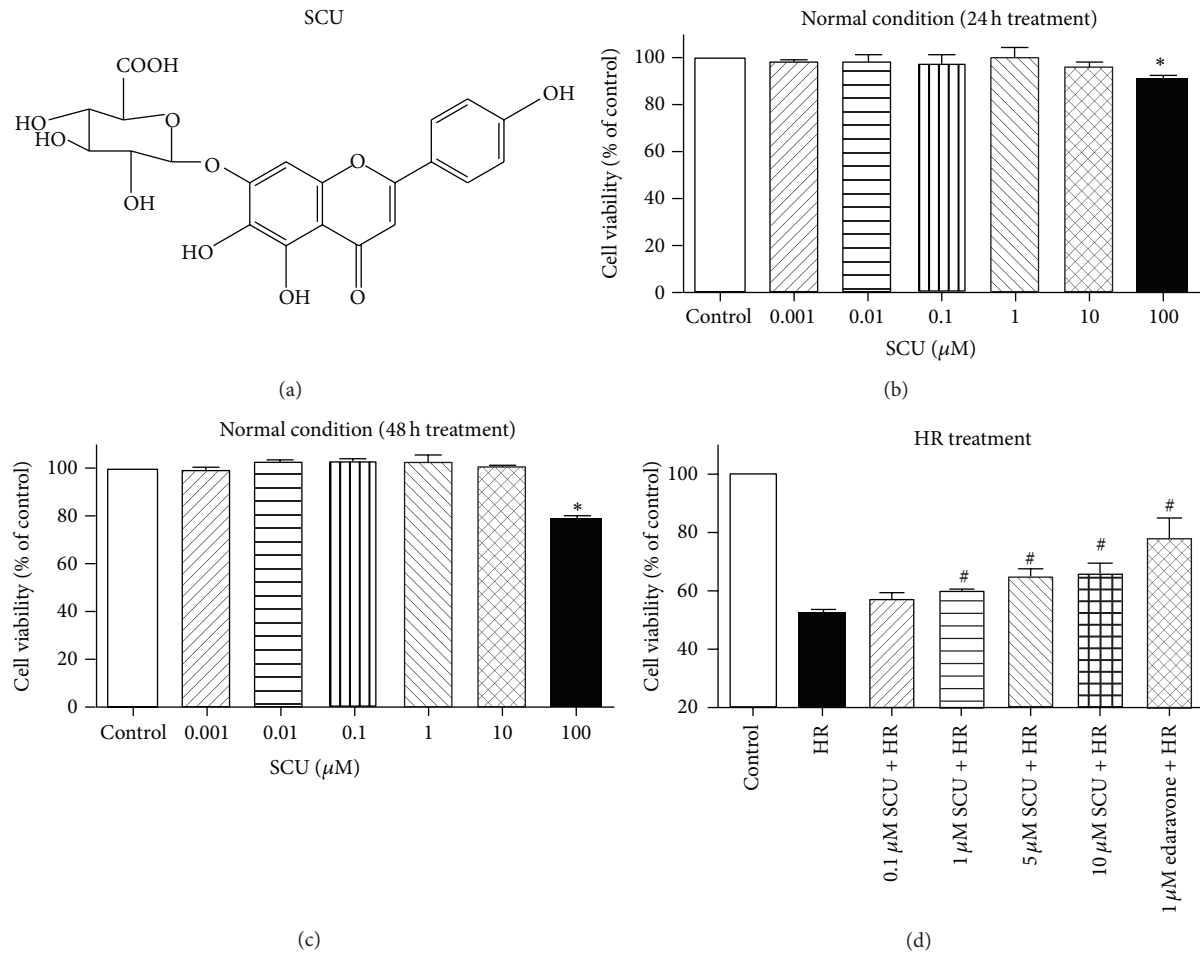 SCU
COOH
O
OH
HO
HO
O
O
OH
HO
OH
O
(a)
Normal condition (24 h treatment)
Cell viability (% of control)
100
80
60
40
20
0
*
Control 0.001 0.01 0.1 1 10 100
SCU (μM)
(b)
Normal condition (48 h treatment)
Cell viability (% of control)
100
80
60
40
20
0
*
Control 0.001 0.01 0.1 1 10 100
SCU (μM)
(c)
HR treatment
Cell viability (% of control)
100
80
60
40
20
# # # #
Control
HR
0.1 μM SCU + HR
1 μM SCU + HR
5 μM SCU + HR
10 μM SCU + HR
1 μM edaravone + HR
(d)